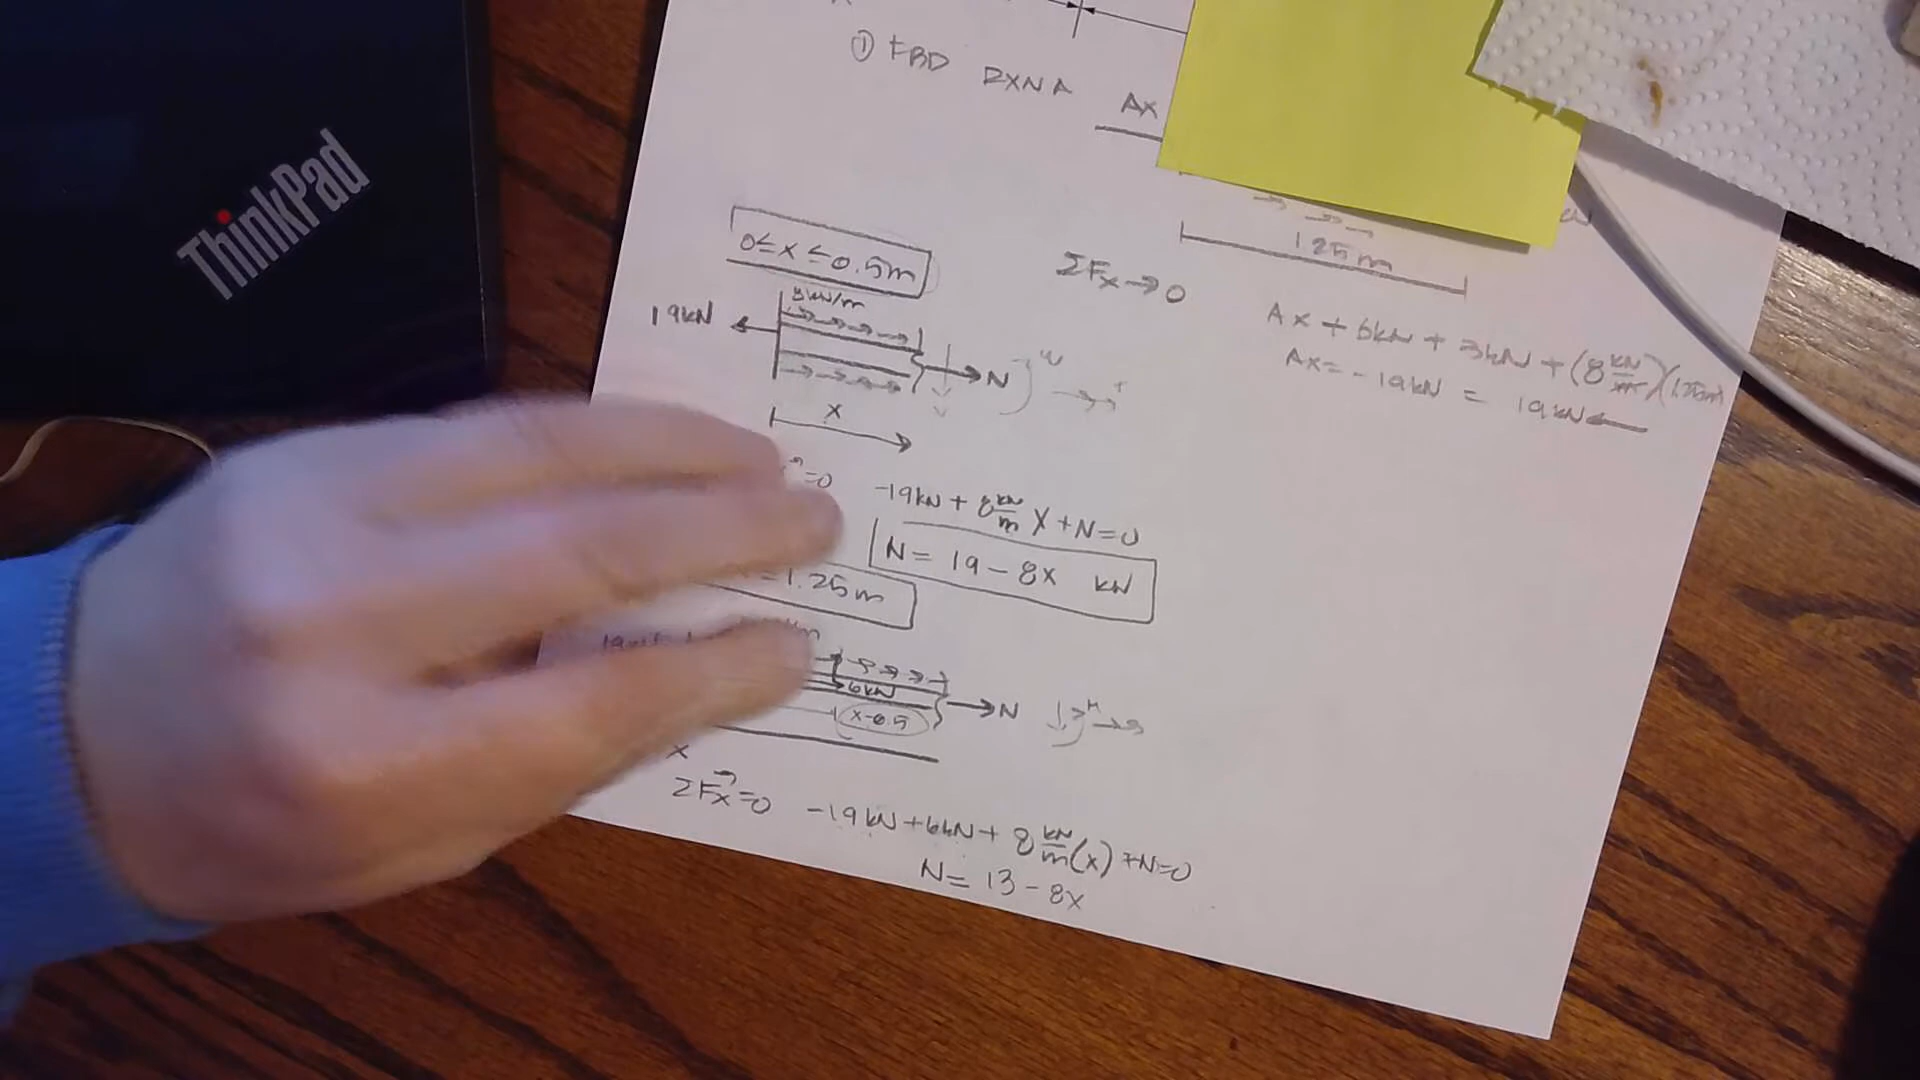 ThinkPad
① FBD RXN A Ax
1.25m
0≤x≤0.5m
ΣFx→0
8kN/m
19kN
N
x
Ax + 6kN + 3kN + (8 kN/m)(1.25m)
Ax = -19kN = 19kN←
=0 -19kN + 8 kN/m x + N = 0
N = 19 - 8x kN
=1.25m
6kN
N
M
x-0.5
x
ΣFx=0 -19kN + 6kN + 8 kN/m (x) + N = 0
N = 13 - 8x